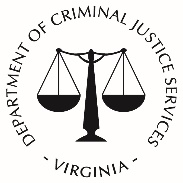 DEPARTMENT OF CRIMINAL JUSTICE SERVICES
- VIRGINIA -